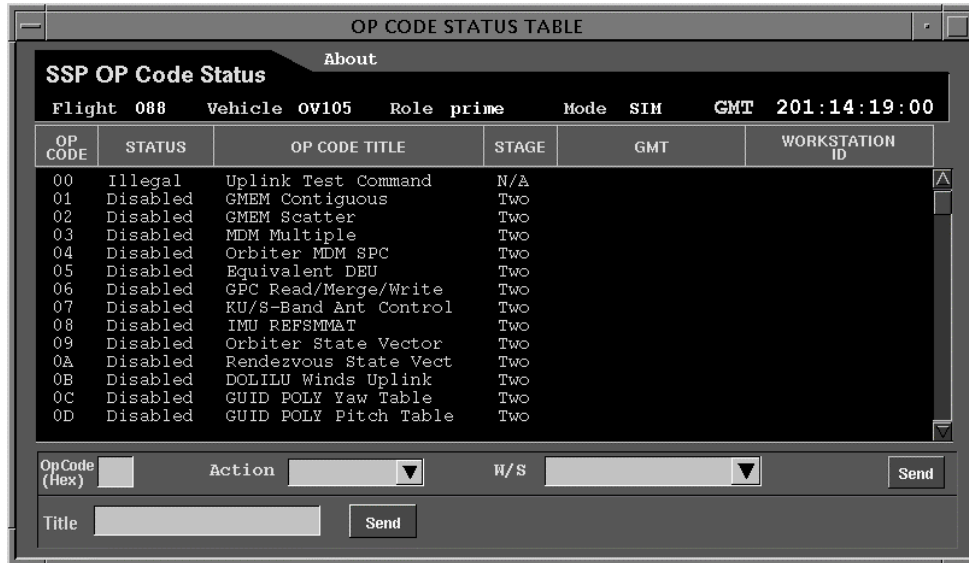 OP CODE STATUS TABLE
About
SSP OP Code Status
Flight 088 Vehicle OV105 Role prime Mode SIM GMT 201:14:19:00
OP CODE STATUS OP CODE TITLE STAGE GMT WORKSTATION ID
00 Illegal Uplink Test Command N/A
01 Disabled GMEM Contiguous Two
02 Disabled GMEM Scatter Two
03 Disabled MDM Multiple Two
04 Disabled Orbiter MDM SPC Two
05 Disabled Equivalent DEU Two
06 Disabled GPC Read/Merge/Write Two
07 Disabled KU/S-Band Ant Control Two
08 Disabled IMU REFSMMAT Two
09 Disabled Orbiter State Vector Two
0A Disabled Rendezvous State Vect Two
0B Disabled DOLILU Winds Uplink Two
0C Disabled GUID POLY Yaw Table Two
0D Disabled GUID POLY Pitch Table Two
OpCode (Hex) Action W/S Send
Title Send